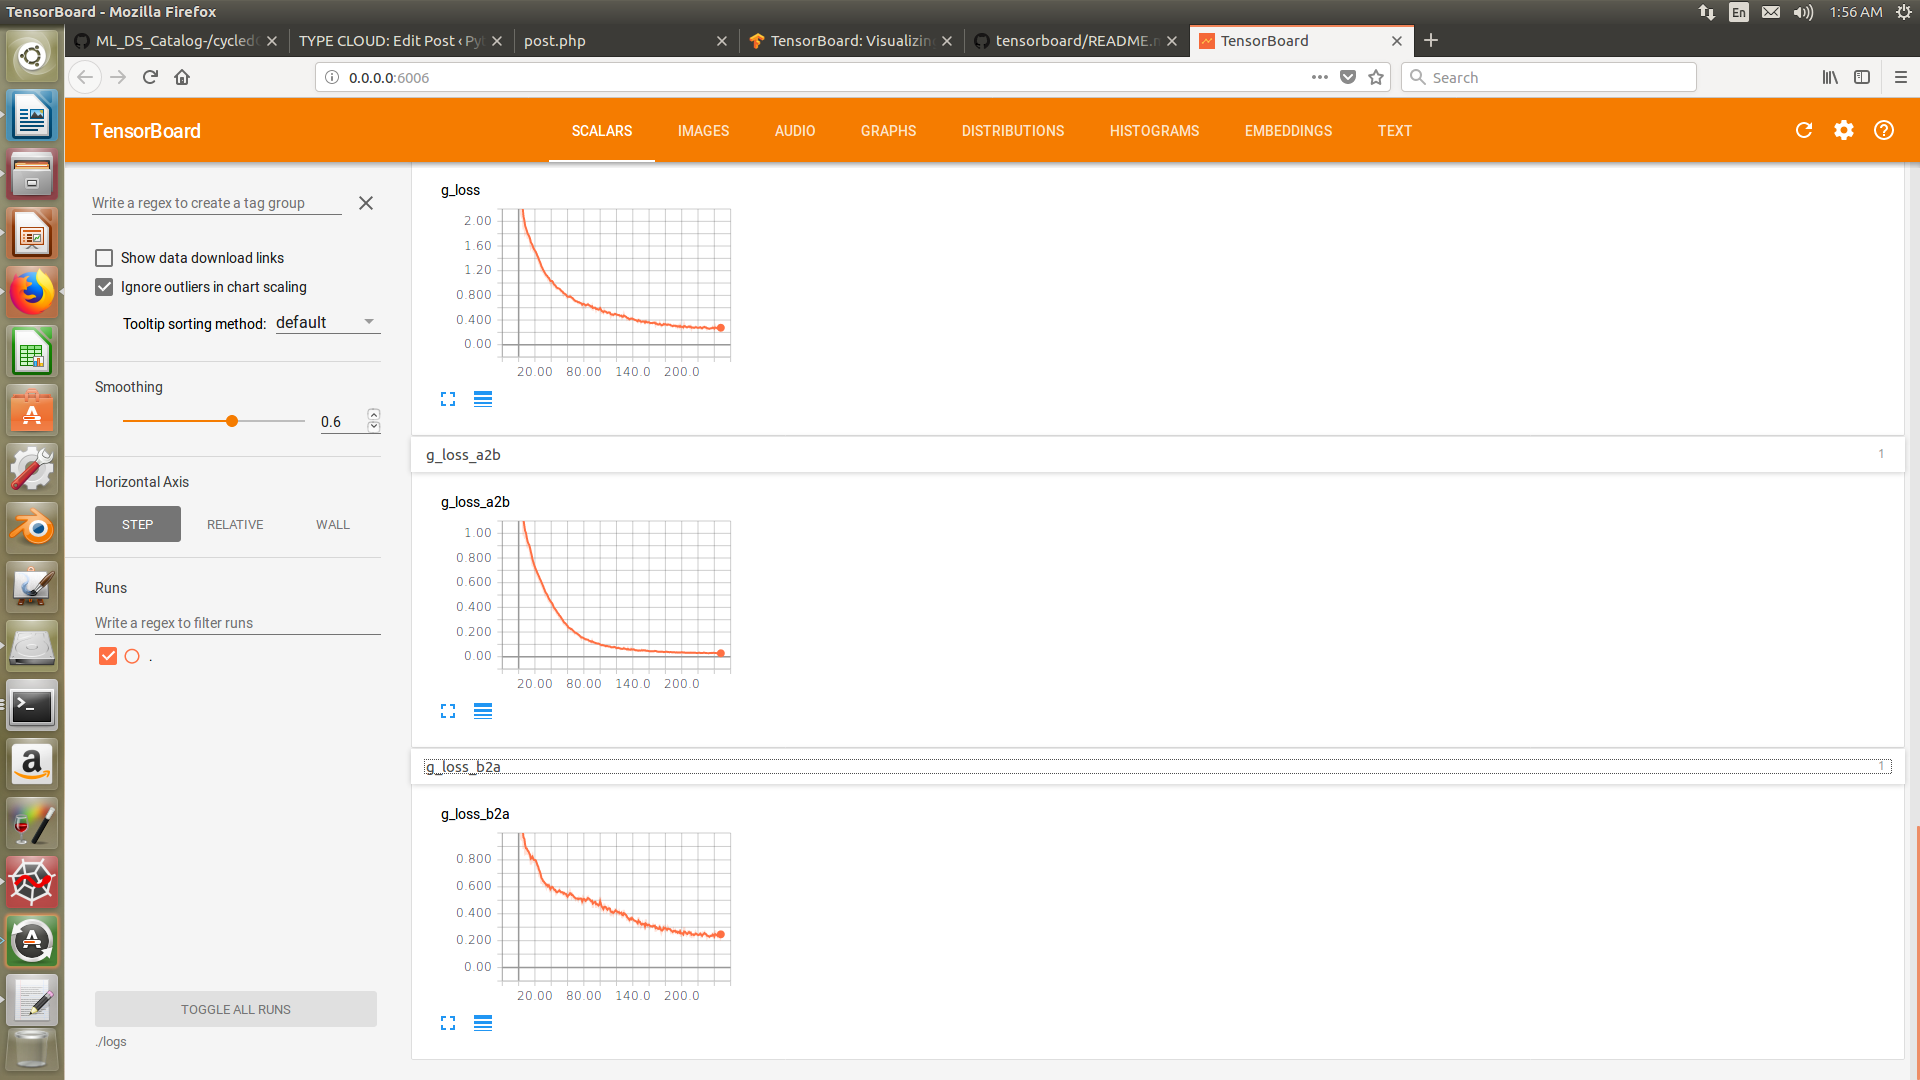 TensorBoard - Mozilla Firefox
En
1:56 AM
ML_DS_Catalog-/cycled
TYPE CLOUD: Edit Post ‹ Py
post.php
TensorBoard: Visualizin
tensorboard/README.
TensorBoard
0.0.0.0:6006
Search
TensorBoard
SCALARS
IMAGES
AUDIO
GRAPHS
DISTRIBUTIONS
HISTOGRAMS
EMBEDDINGS
TEXT
Write a regex to create a tag group
Show data download links
Ignore outliers in chart scaling
Tooltip sorting method: default
Smoothing
0.6
Horizontal Axis
STEP
RELATIVE
WALL
Runs
Write a regex to filter runs
.
TOGGLE ALL RUNS
./logs
g_loss
2.00
1.60
1.20
0.800
0.400
0.00
20.00 80.00 140.0 200.0
g_loss_a2b
1
g_loss_a2b
1.00
0.800
0.600
0.400
0.200
0.00
20.00 80.00 140.0 200.0
g_loss_b2a
1
g_loss_b2a
0.800
0.600
0.400
0.200
0.00
20.00 80.00 140.0 200.0